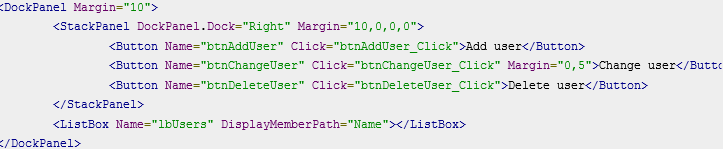 <DockPanel Margin="10">
<StackPanel DockPanel.Dock="Right" Margin="10,0,0,0">
<Button Name="btnAddUser" Click="btnAddUser_Click">Add user</Button>
<Button Name="btnChangeUser" Click="btnChangeUser_Click" Margin="0,5">Change user</Butto
<Button Name="btnDeleteUser" Click="btnDeleteUser_Click">Delete user</Button>
</StackPanel>
<ListBox Name="lbUsers" DisplayMemberPath="Name"></ListBox>
</DockPanel>